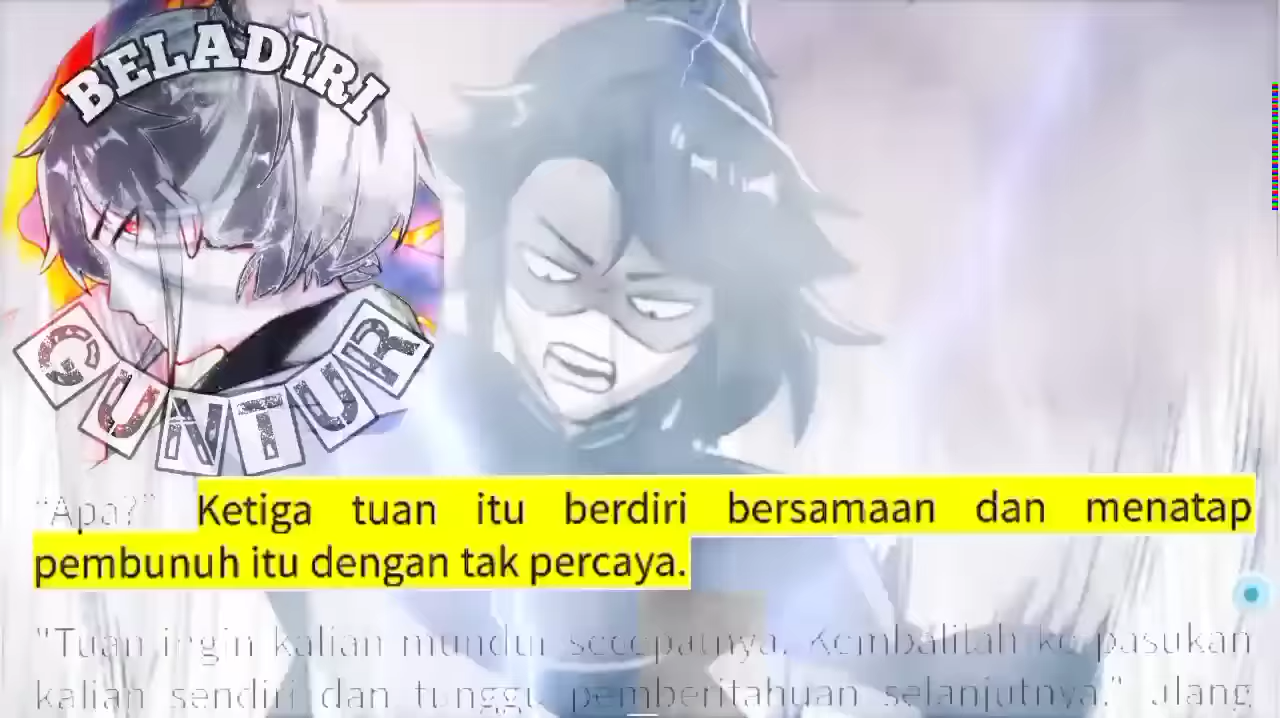 BELADIRI
GUNTUR
“Apa?” Ketiga tuan itu berdiri bersamaan dan menatap
pembunuh itu dengan tak percaya.
"Tuan ingin kalian mundur secepatnya. Kembalilah ke pasukan
kalian sendiri dan tunggu pemberitahuan selanjutnya." ulang